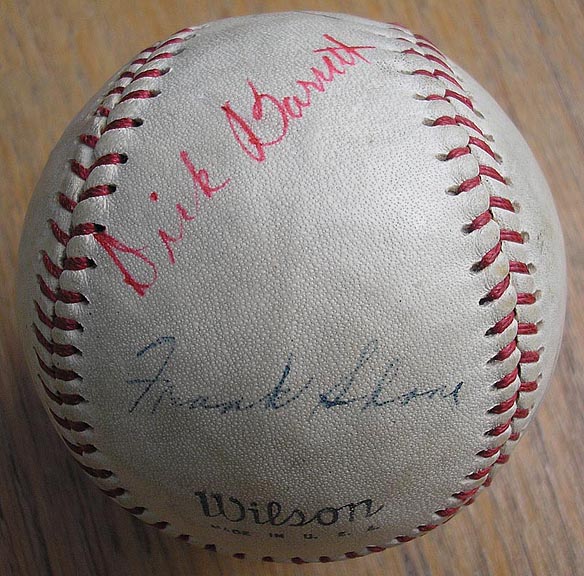 Dick Barrett
Frank Shone
Wilson
MADE IN U.S.A.